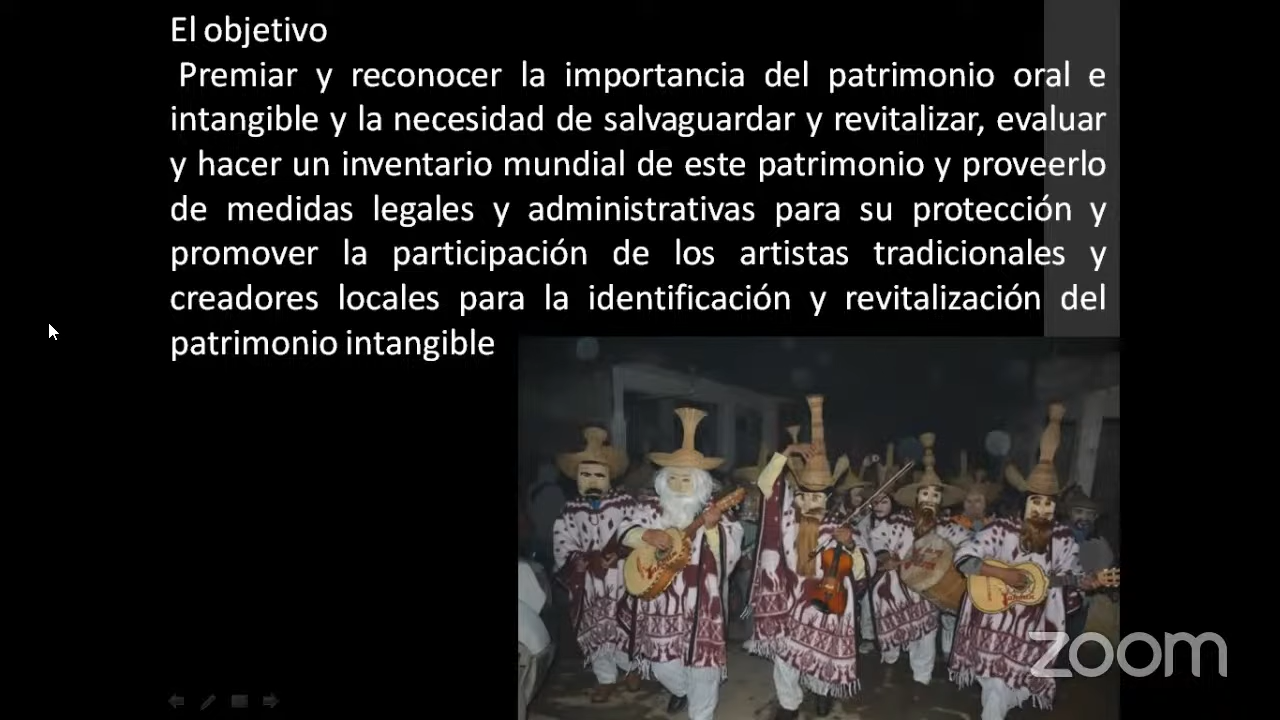 El objetivo
Premiar y reconocer la importancia del patrimonio oral e
intangible y la necesidad de salvaguardar y revitalizar, evaluar
y hacer un inventario mundial de este patrimonio y proveerlo
de medidas legales y administrativas para su protección y
promover la participación de los artistas tradicionales y
creadores locales para la identificación y revitalización del
patrimonio intangible
zoom